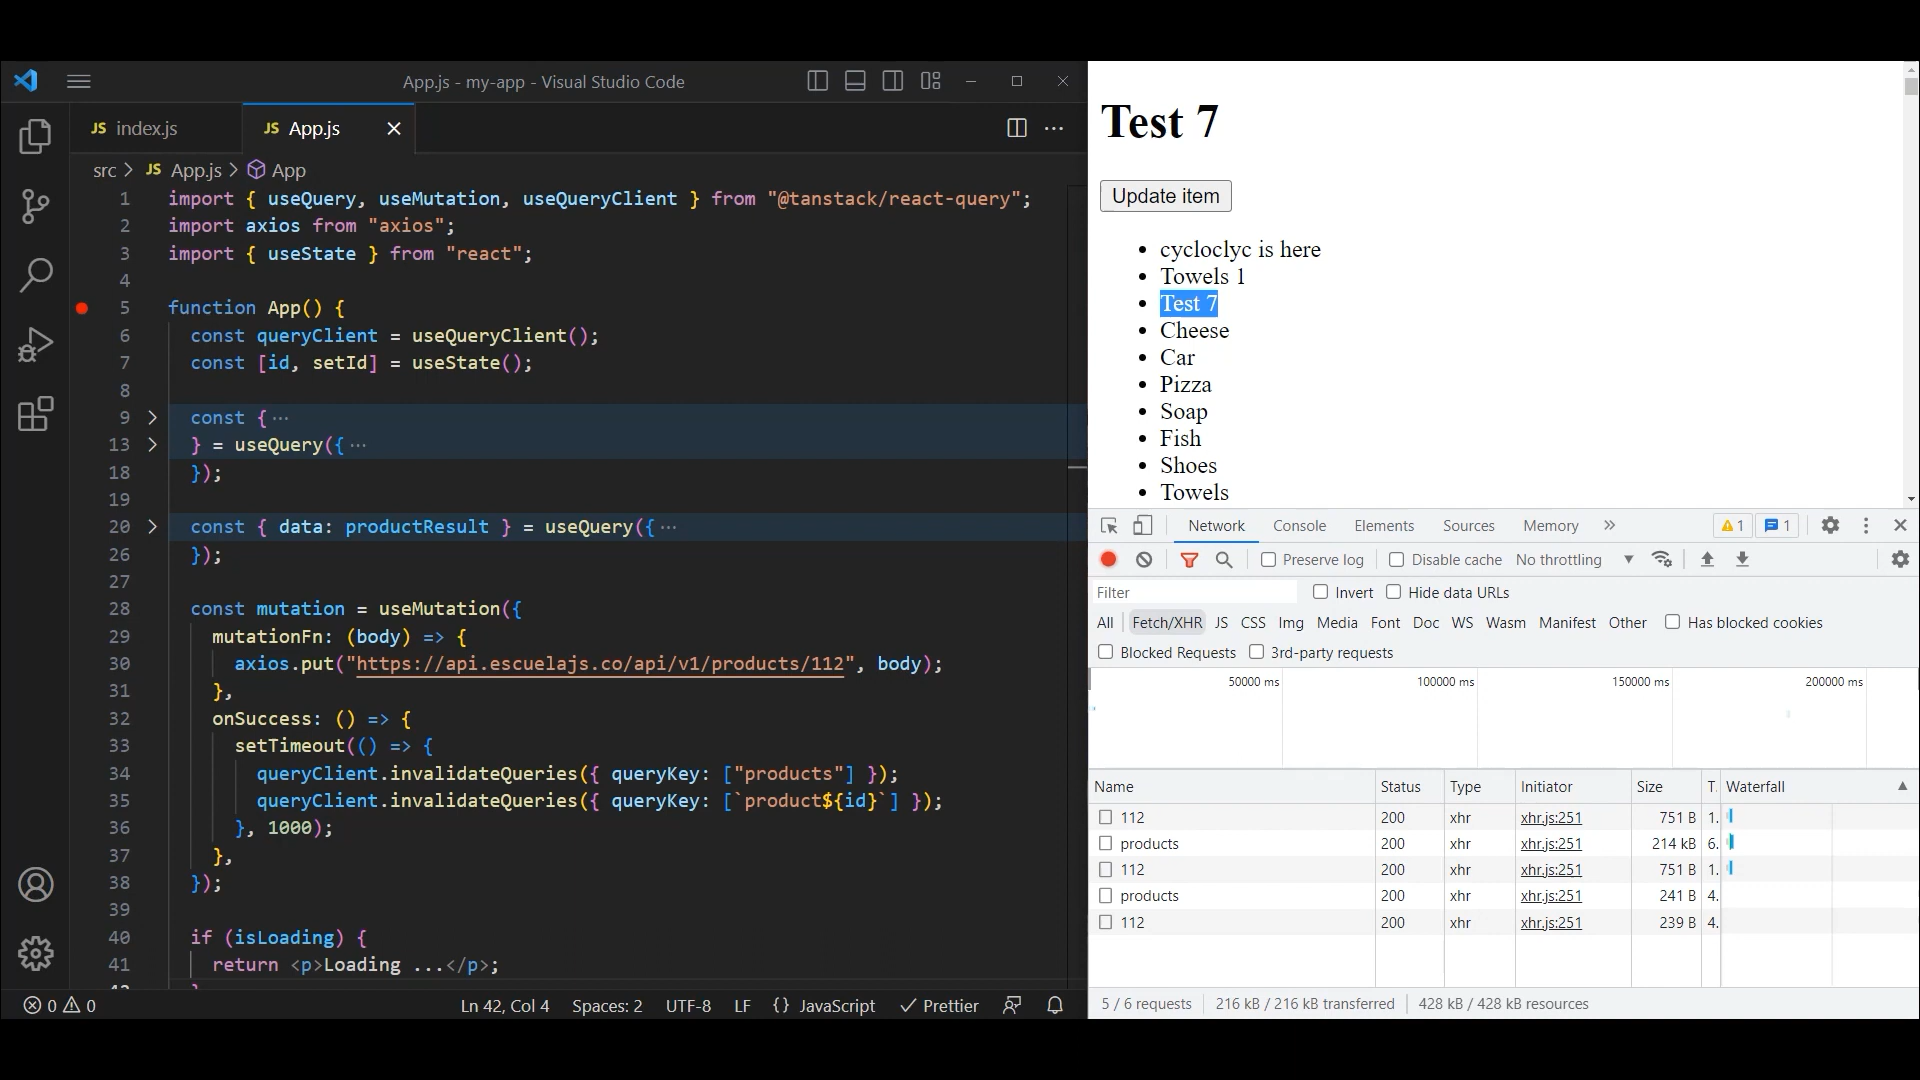 App.js - my-app - Visual Studio Code
JS index.js
JS App.js
src > JS App.js > App
1 import { useQuery, useMutation, useQueryClient } from "@tanstack/react-query";
2 import axios from "axios";
3 import { useState } from "react";
4
5 function App() {
6 const queryClient = useQueryClient();
7 const [id, setId] = useState();
8
9 const { ···
13 } = useQuery({ ···
18 });
19
20 const { data: productResult } = useQuery({ ···
26 });
27
28 const mutation = useMutation({
29 mutationFn: (body) => {
30 axios.put("https://api.escuelajs.co/api/v1/products/112", body);
31 },
32 onSuccess: () => {
33 setTimeout(() => {
34 queryClient.invalidateQueries({ queryKey: ["products"] });
35 queryClient.invalidateQueries({ queryKey: [`product${id}`] });
36 }, 1000);
37 },
38 });
39
40 if (isLoading) {
41 return <p>Loading ...</p>;
0 0 Ln 42, Col 4 Spaces: 2 UTF-8 LF {} JavaScript Prettier
Test 7
Update item
• cycloclyc is here
• Towels 1
• Test 7
• Cheese
• Car
• Pizza
• Soap
• Fish
• Shoes
• Towels
Network Console Elements Sources Memory » 1 1
Preserve log Disable cache No throttling
Filter Invert Hide data URLs
All Fetch/XHR JS CSS Img Media Font Doc WS Wasm Manifest Other Has blocked cookies
Blocked Requests 3rd-party requests
50000 ms 100000 ms 150000 ms 200000 ms
Name Status Type Initiator Size T. Waterfall
112 200 xhr xhr.js:251 751 B 1.
products 200 xhr xhr.js:251 214 kB 6.
112 200 xhr xhr.js:251 751 B 1.
products 200 xhr xhr.js:251 241 B 4.
112 200 xhr xhr.js:251 239 B 4.
5 / 6 requests 216 kB / 216 kB transferred 428 kB / 428 kB resources